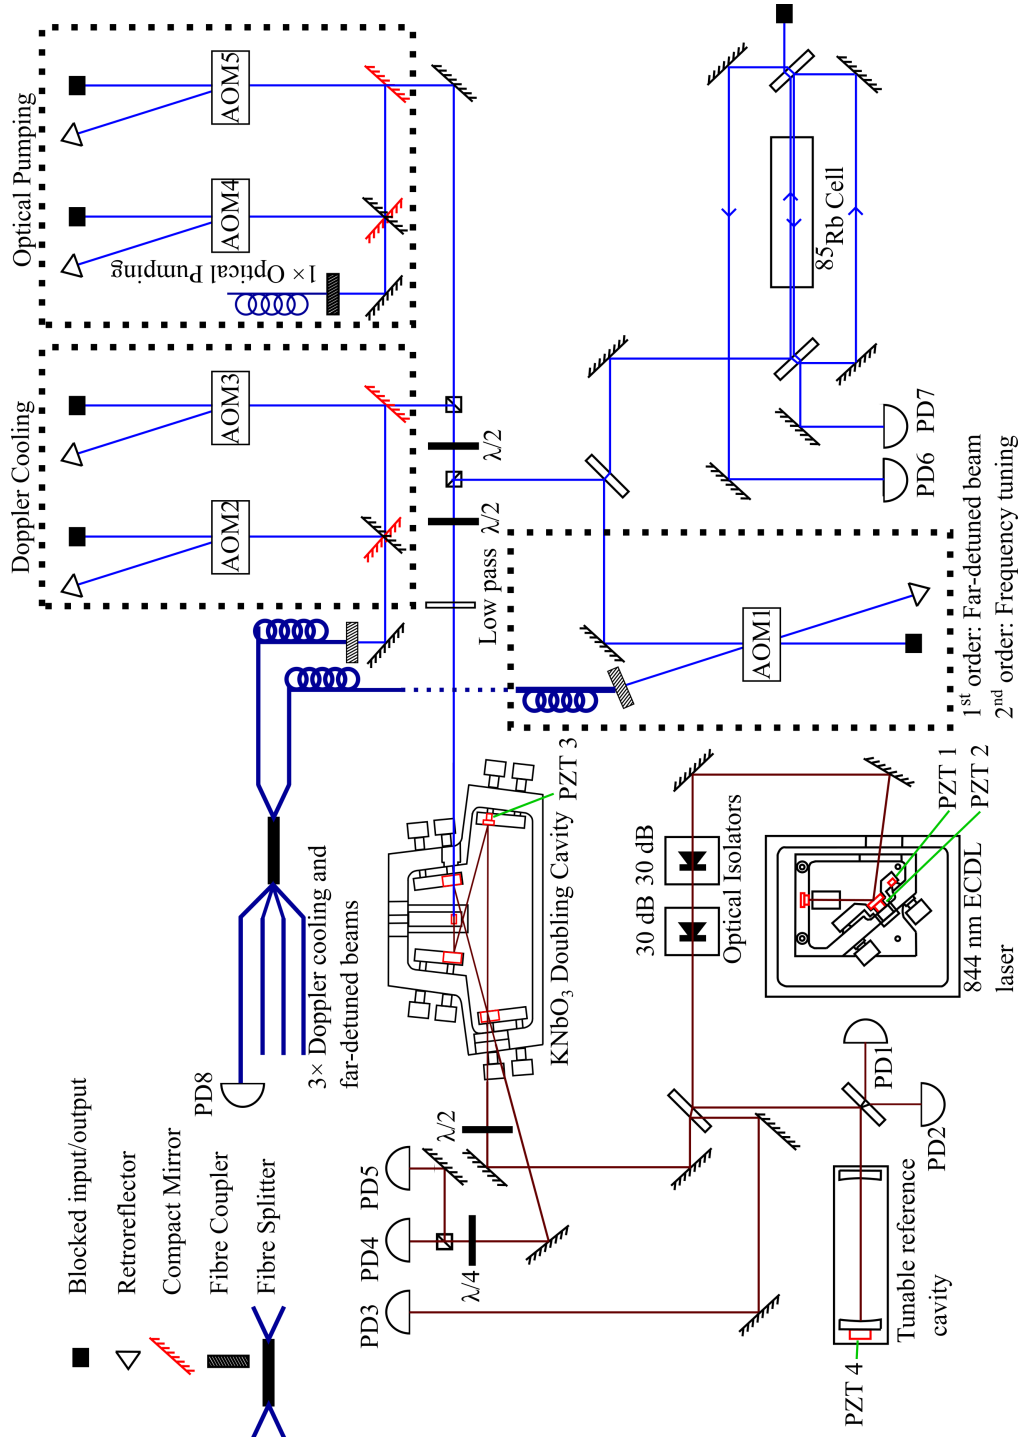 Blocked input/output
Retroreflector
Compact Mirror
Fibre Coupler
Fibre Splitter
PD8
3× Doppler cooling and
far-detuned beams
Doppler Cooling
AOM2
AOM3
Optical Pumping
AOM4
AOM5
1× Optical Pumping
PD3
PD4
PD5
λ/4
λ/2
KNbO3 Doubling Cavity
PZT 3
Low pass
λ/2
λ/2
AOM1
1st order: Far-detuned beam
2nd order: Frequency tuning
PD6
PD7
85Rb Cell
30 dB
30 dB
Optical Isolators
PZT 1
PZT 2
844 nm ECDL
laser
PD1
PD2
Tunable reference
cavity
PZT 4